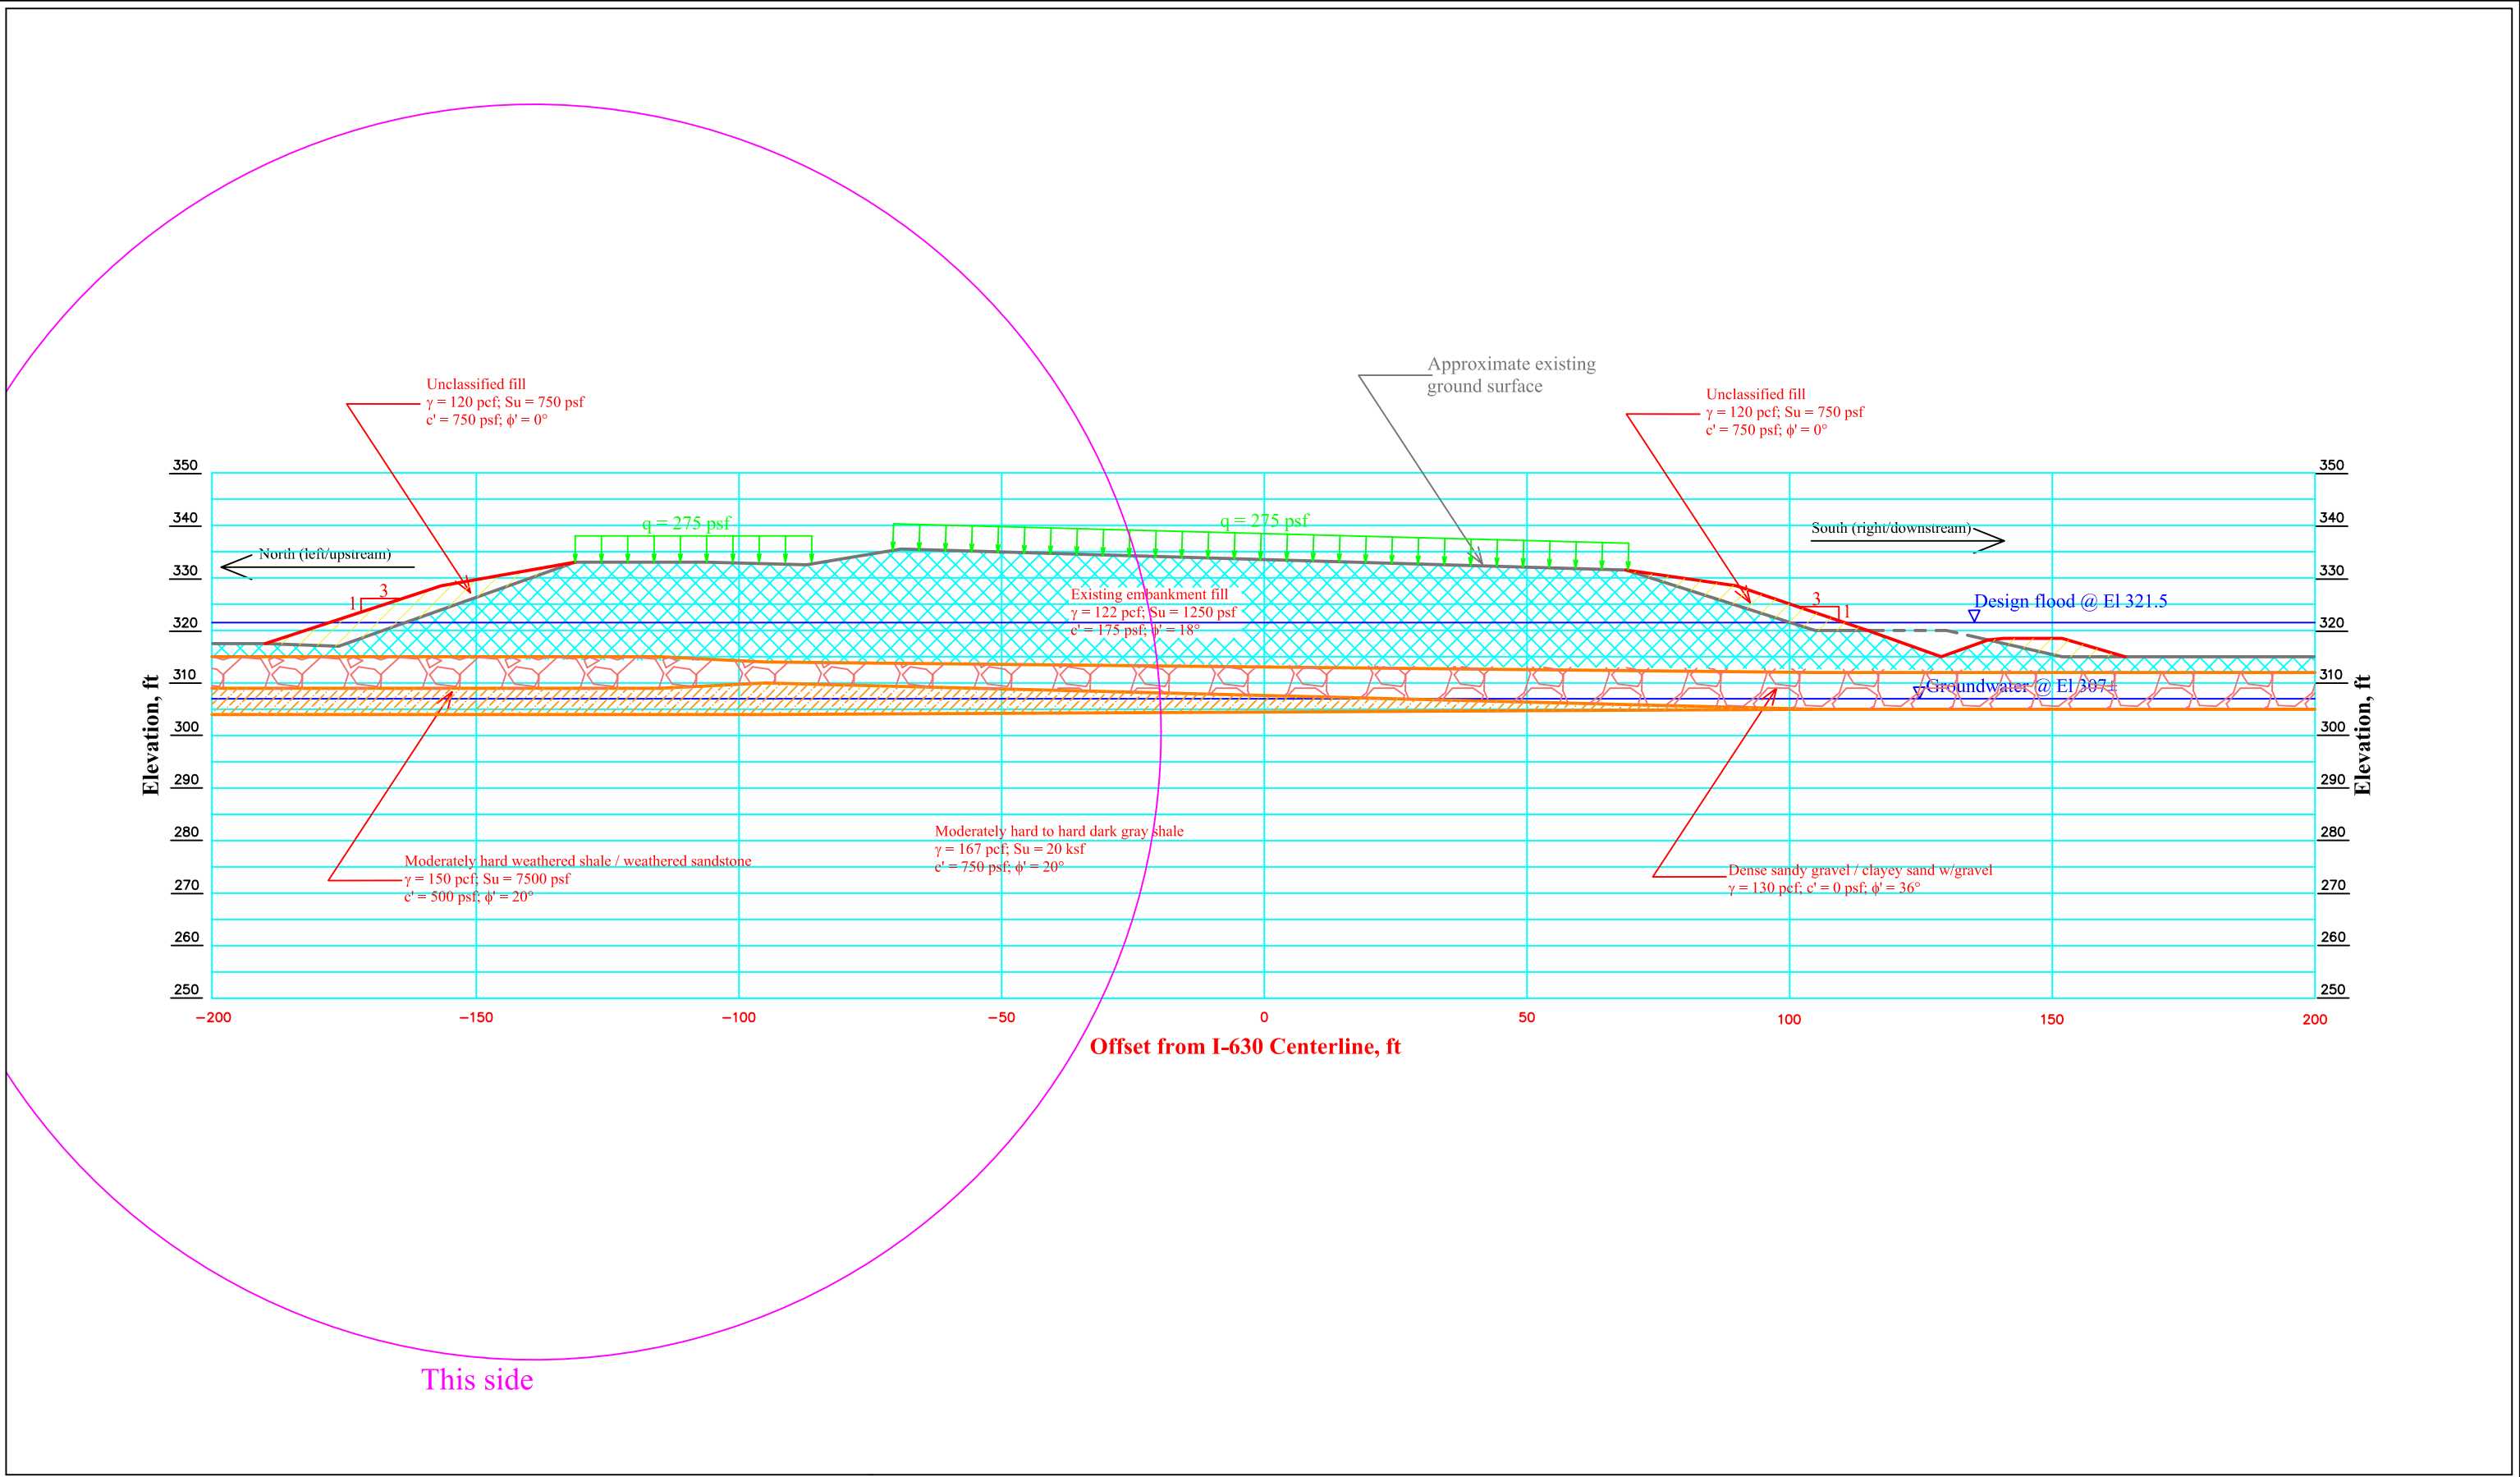 Approximate existing
ground surface
Unclassified fill
γ = 120 pcf; Su = 750 psf
c' = 750 psf; ϕ' = 0°
Unclassified fill
γ = 120 pcf; Su = 750 psf
c' = 750 psf; ϕ' = 0°
350
350
340
q = 275 psf
q = 275 psf
South (right/downstream)
340
North (left/upstream)
330
330
3
1
Existing embankment fill
γ = 122 pcf; Su = 1250 psf
c' = 175 psf; ϕ' = 18°
3
1
Design flood @ El 321.5
320
320
310
Groundwater @ El 307±
310
Elevation, ft
Elevation, ft
300
300
290
290
280
280
Moderately hard to hard dark gray shale
γ = 167 pcf; Su = 20 ksf
c' = 750 psf; ϕ' = 20°
Moderately hard weathered shale / weathered sandstone
γ = 150 pcf; Su = 7500 psf
c' = 500 psf; ϕ' = 20°
Dense sandy gravel / clayey sand w/gravel
γ = 130 pcf; c' = 0 psf; ϕ' = 36°
270
270
260
260
250
250
−200 −150 −100 −50 0 50 100 150 200
Offset from I-630 Centerline, ft
This side